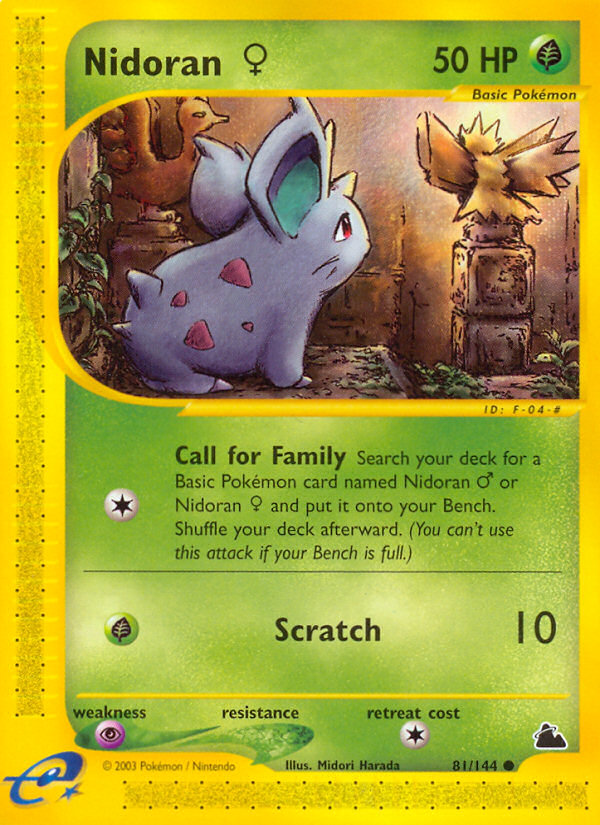 Nidoran ♀ 50 HP
Basic Pokémon
ID: F-04-#
Call for Family Search your deck for a
Basic Pokémon card named Nidoran ♂ or
Nidoran ♀ and put it onto your Bench.
Shuffle your deck afterward. (You can't use
this attack if your Bench is full.)
Scratch 10
weakness resistance retreat cost
© 2003 Pokémon / Nintendo Illus. Midori Harada 81/144
e